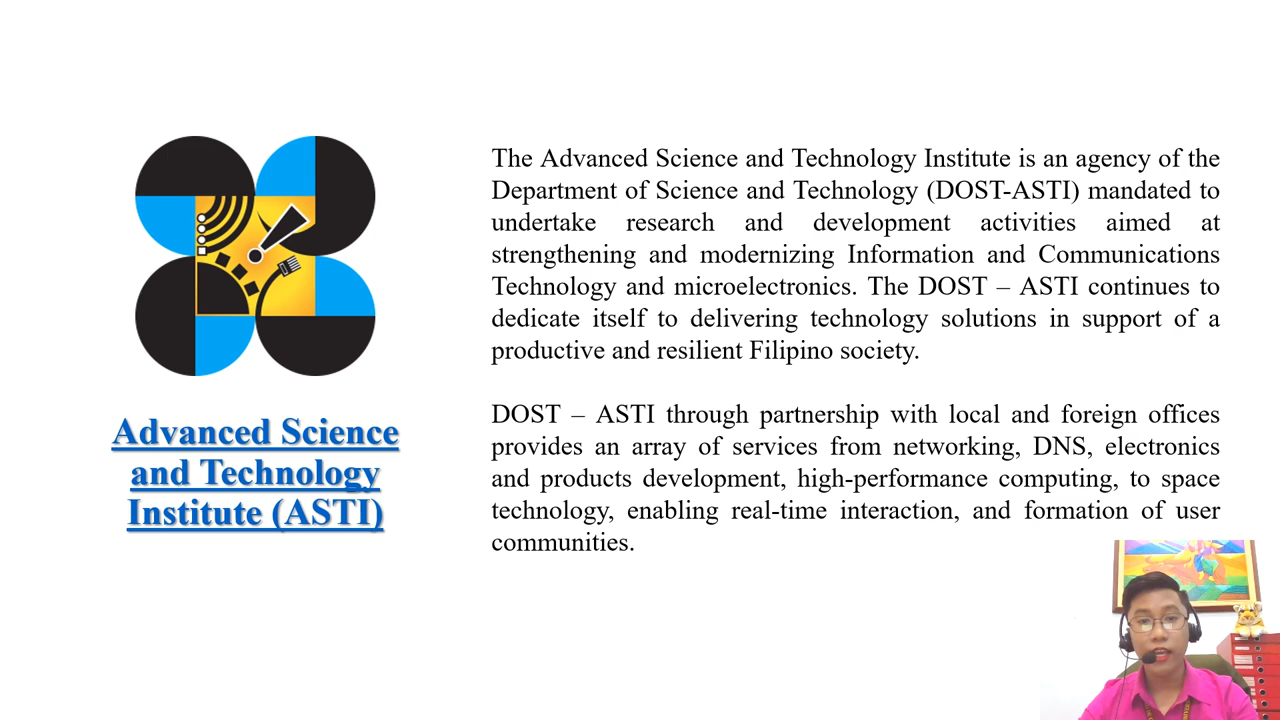 The Advanced Science and Technology Institute is an agency of the
Department of Science and Technology (DOST-ASTI) mandated to
undertake research and development activities aimed at
strengthening and modernizing Information and Communications
Technology and microelectronics. The DOST – ASTI continues to
dedicate itself to delivering technology solutions in support of a
productive and resilient Filipino society.
DOST – ASTI through partnership with local and foreign offices
provides an array of services from networking, DNS, electronics
and products development, high-performance computing, to space
technology, enabling real-time interaction, and formation of user
communities.
Advanced Science
and Technology
Institute (ASTI)